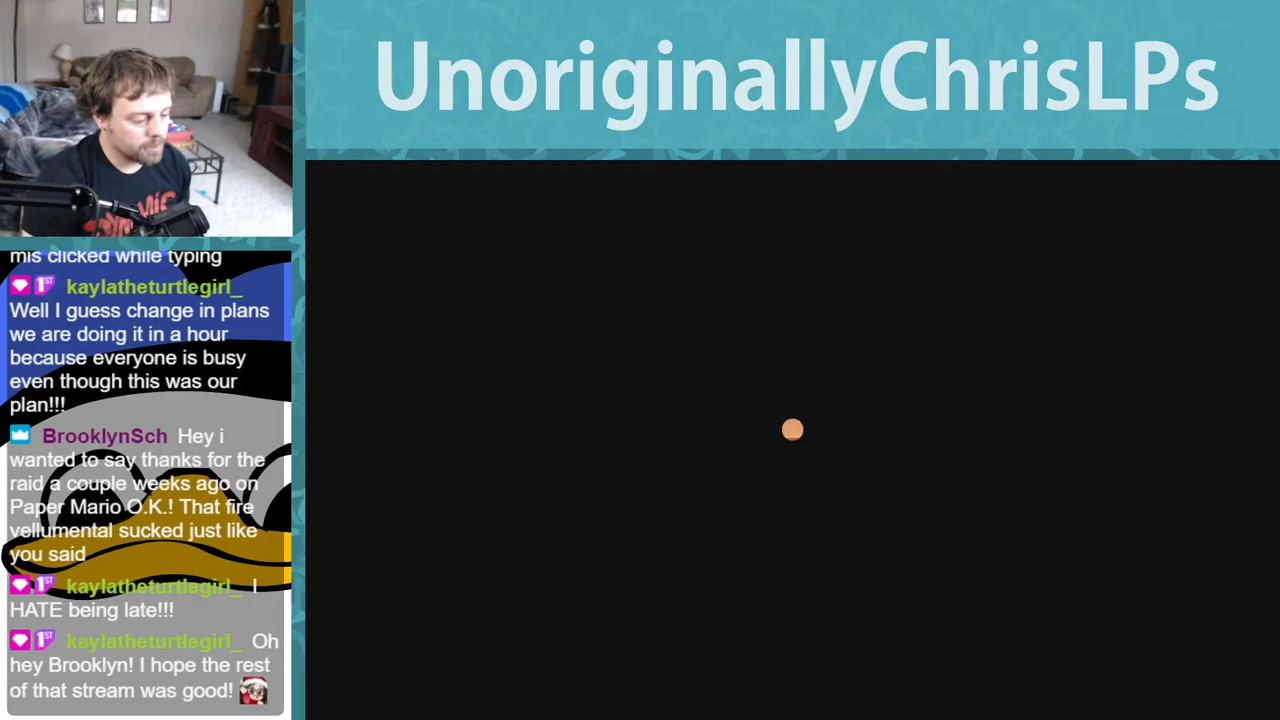 UnoriginallyChrisLPs
mis clicked while typing
kaylatheturtlegirl_
Well I guess change in plans
we are doing it in a hour
because everyone is busy
even though this was our
plan!!!
BrooklynSch Hey i
wanted to say thanks for the
raid a couple weeks ago on
Paper Mario O.K.! That fire
vellumental sucked just like
you said
kaylatheturtlegirl_ I
HATE being late!!!
kaylatheturtlegirl_ Oh
hey Brooklyn! I hope the rest
of that stream was good!